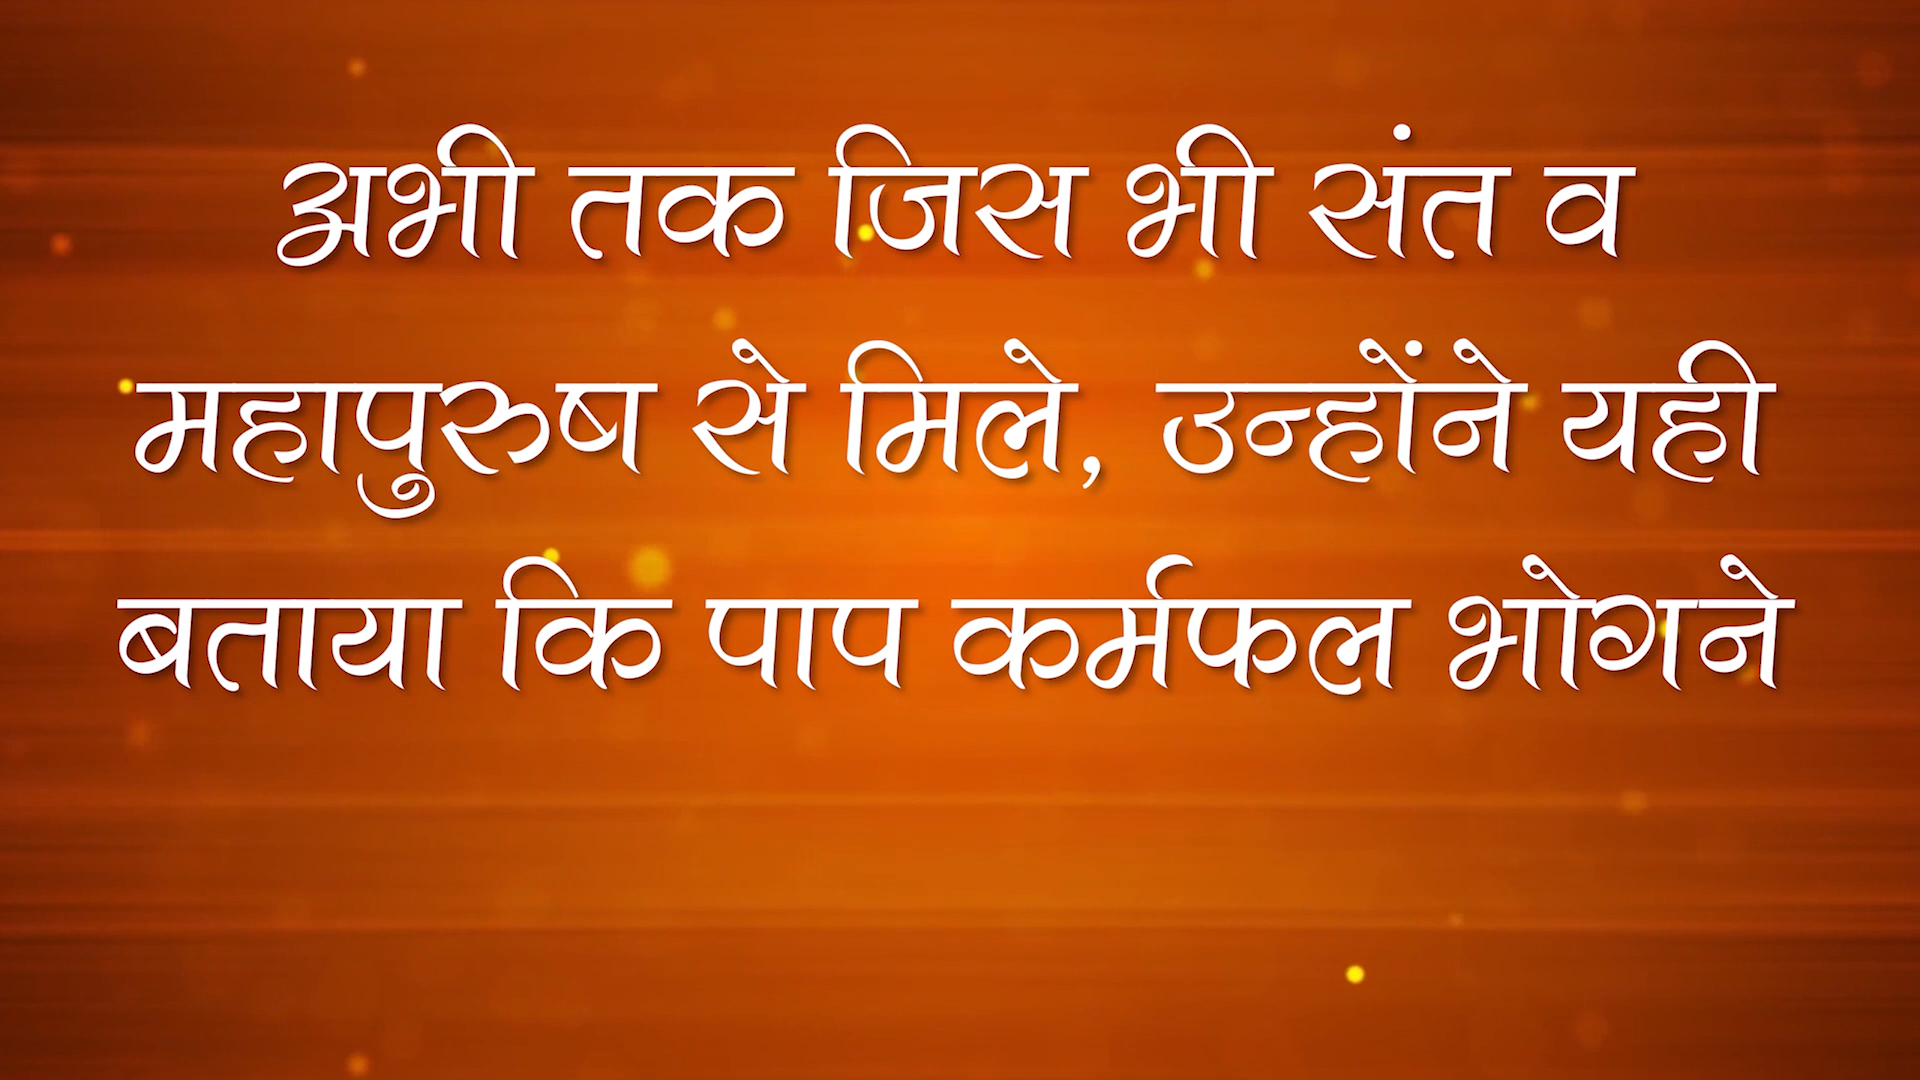 अभी तक जिस भी संत व
महापुरुष से मिले, उन्होंने यही
बताया कि पाप कर्मफल भोगने